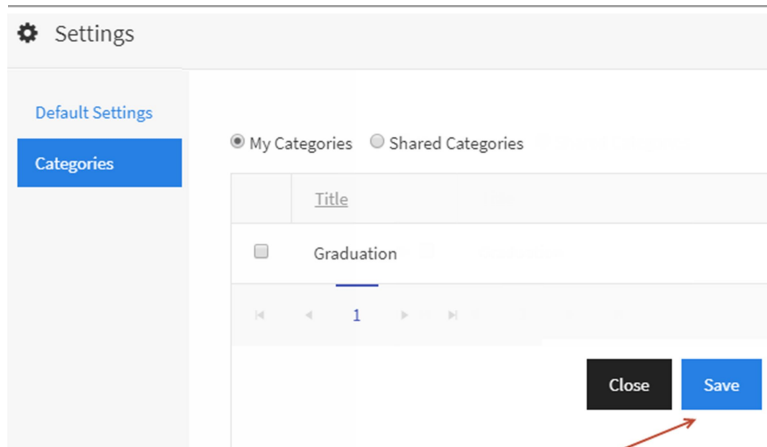 Settings
Default Settings
Categories
My Categories Shared Categories
Title
Graduation
1
Close Save